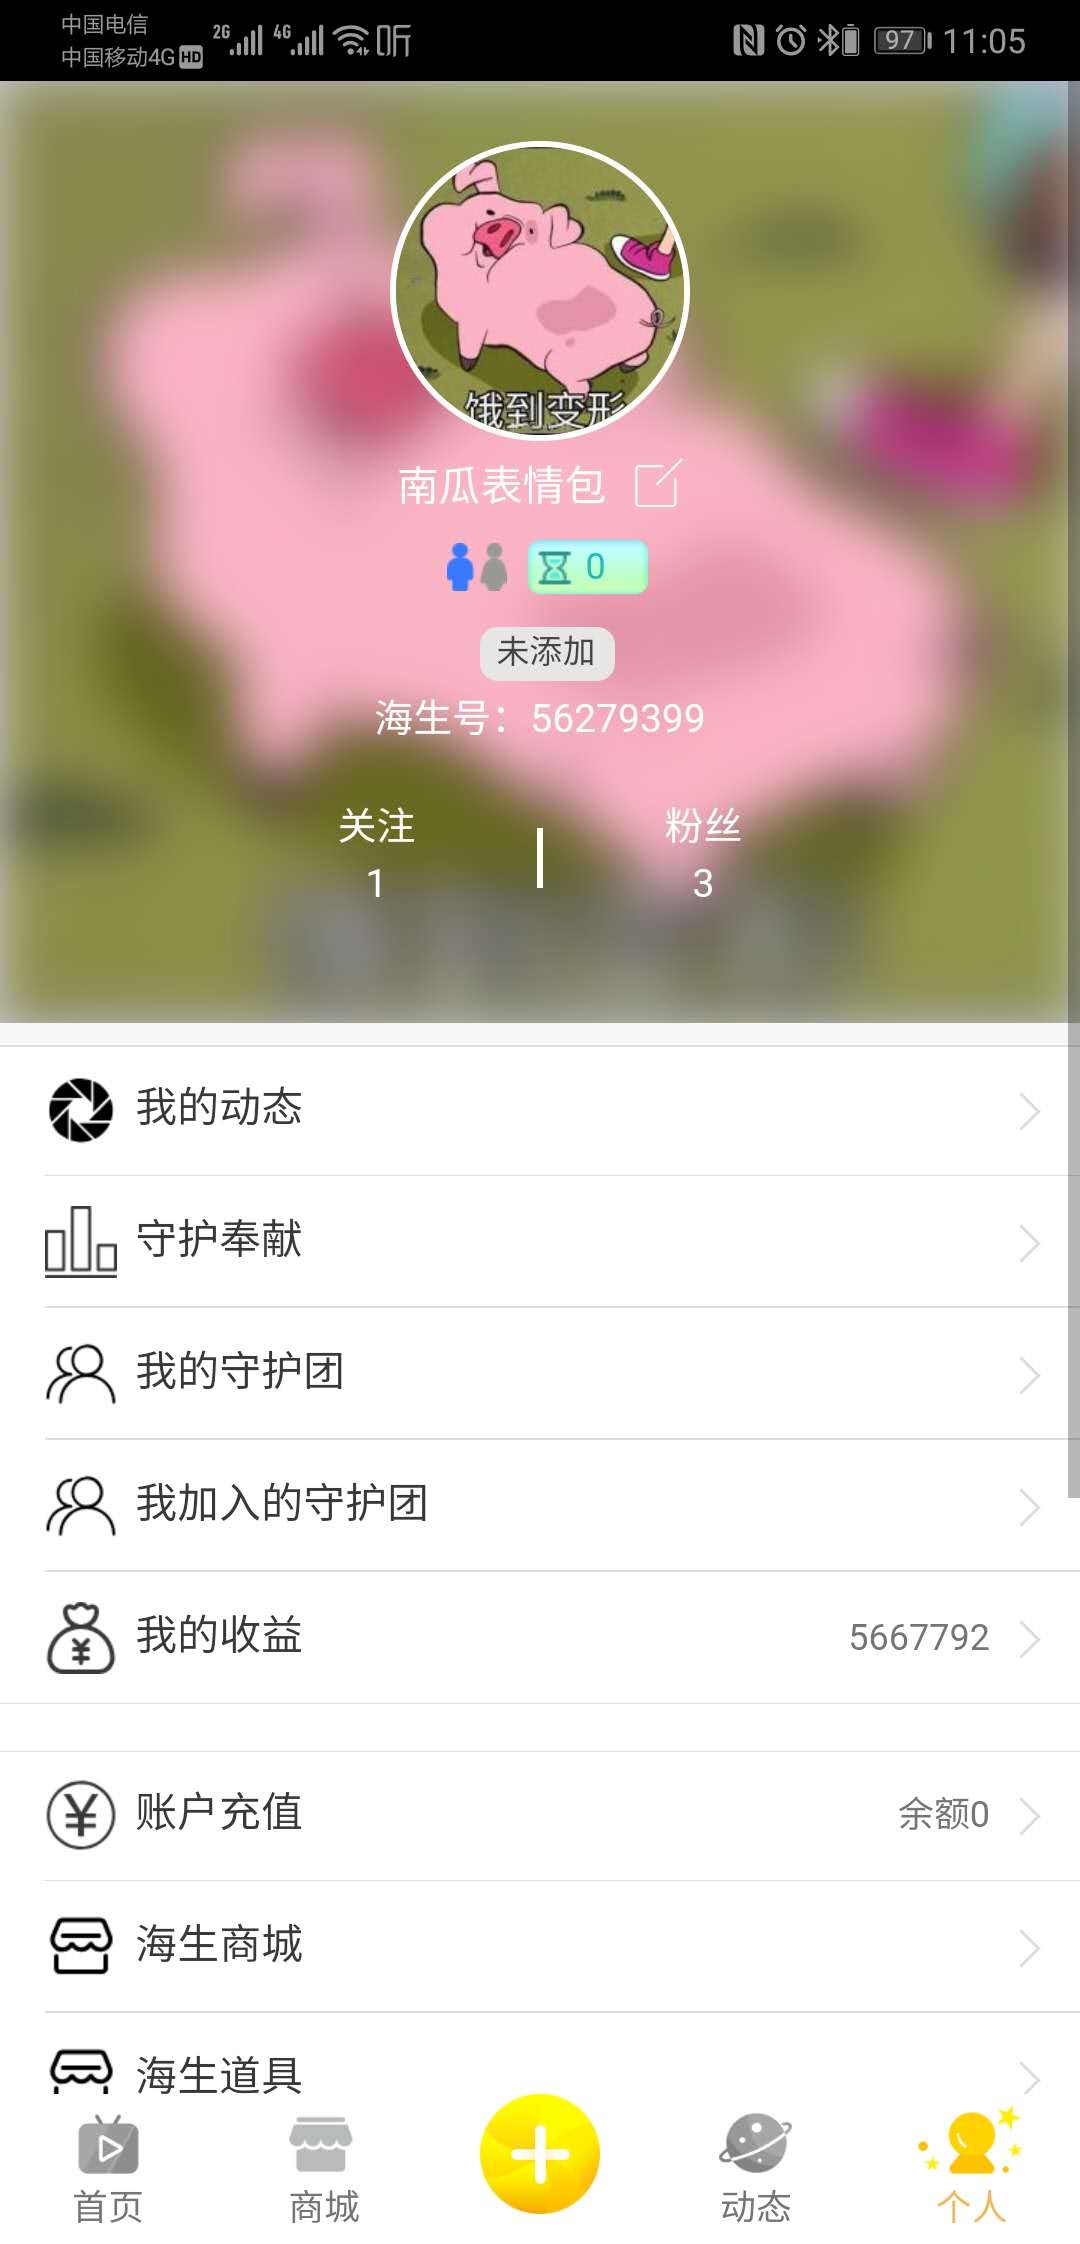 中国电信
中国移动4G HD
2G 4G 听 97 11:05
饿到变形
南瓜表情包
0
未添加
海生号：56279399
关注 粉丝
1 3
我的动态
守护奉献
我的守护团
我加入的守护团
我的收益 5667792
账户充值 余额0
海生商城
海生道具
首页 商城 动态 个人